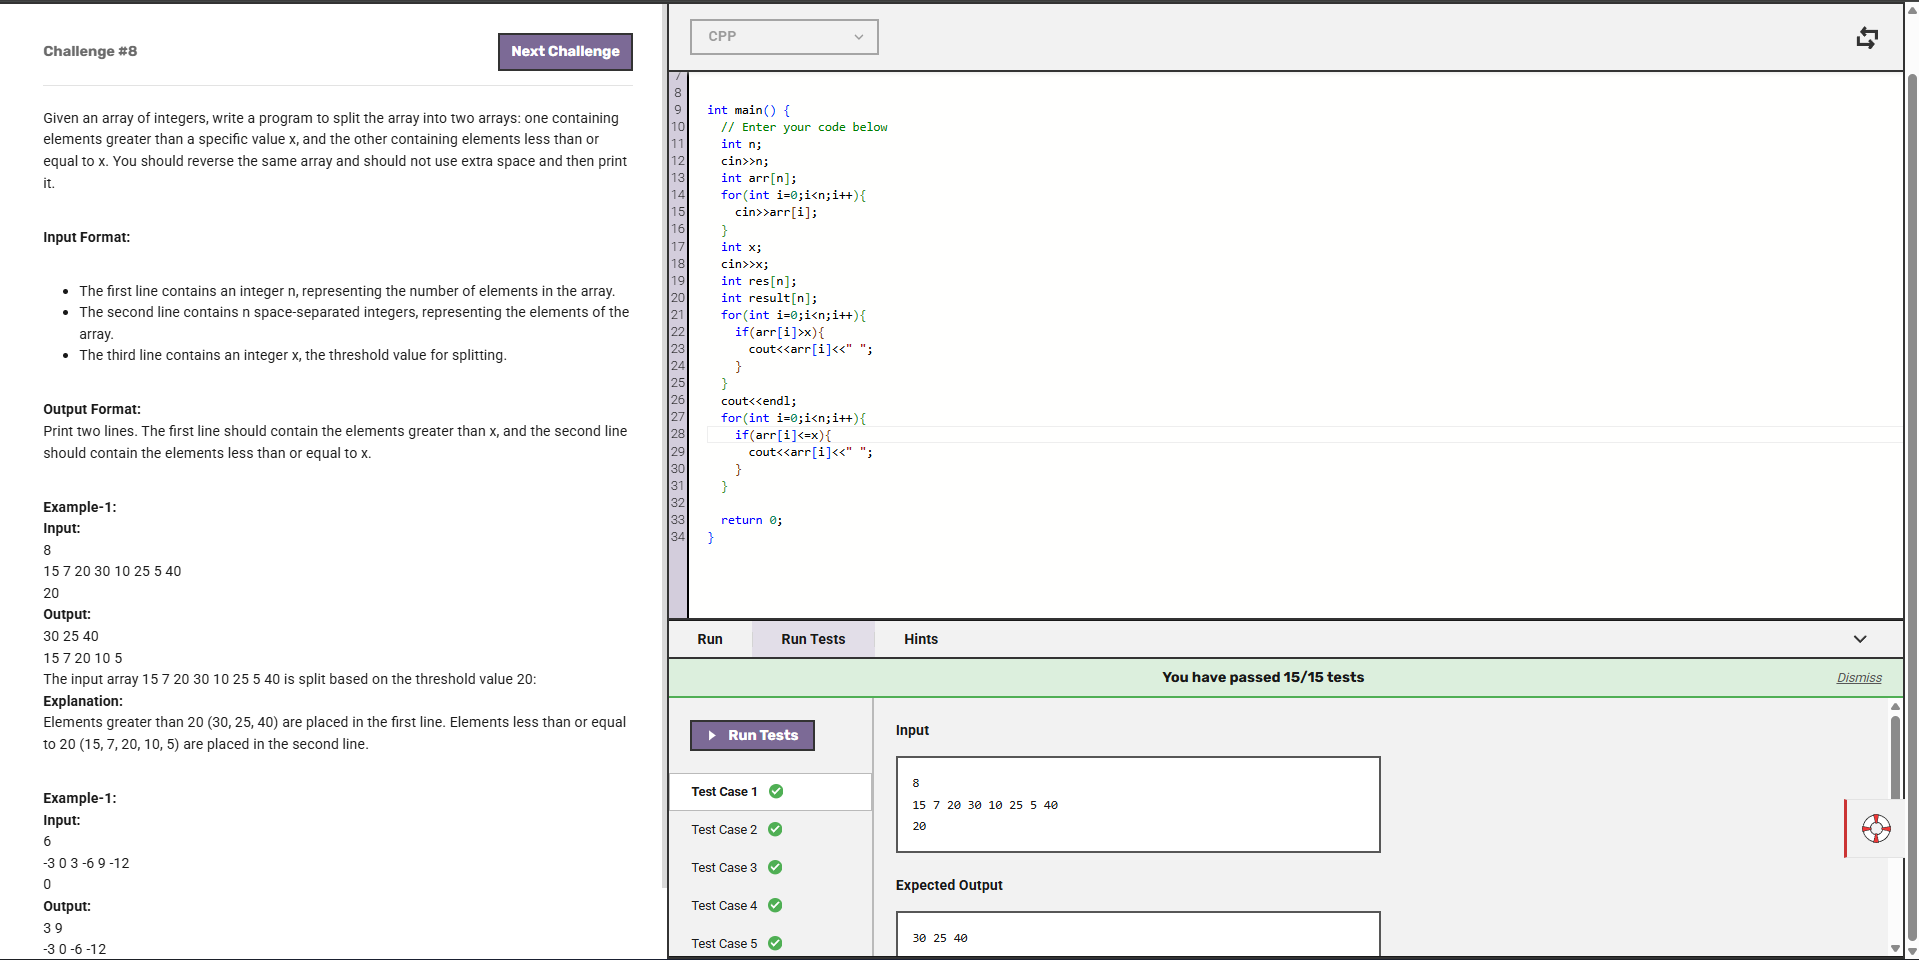 Challenge #8
Next Challenge
Given an array of integers, write a program to split the array into two arrays: one containing
elements greater than a specific value x, and the other containing elements less than or
equal to x. You should reverse the same array and should not use extra space and then print
it.
Input Format:
The first line contains an integer n, representing the number of elements in the array.
The second line contains n space-separated integers, representing the elements of the
array.
The third line contains an integer x, the threshold value for splitting.
Output Format:
Print two lines. The first line should contain the elements greater than x, and the second line
should contain the elements less than or equal to x.
Example-1:
Input:
8
15 7 20 30 10 25 5 40
20
Output:
30 25 40
15 7 20 10 5
The input array 15 7 20 30 10 25 5 40 is split based on the threshold value 20:
Explanation:
Elements greater than 20 (30, 25, 40) are placed in the first line. Elements less than or equal
to 20 (15, 7, 20, 10, 5) are placed in the second line.
Example-1:
Input:
6
-3 0 3 -6 9 -12
0
Output:
3 9
-3 0 -6 -12
CPP
7
8
9 int main() {
10 // Enter your code below
11 int n;
12 cin>>n;
13 int arr[n];
14 for(int i=0;i<n;i++){
15 cin>>arr[i];
16 }
17 int x;
18 cin>>x;
19 int res[n];
20 int result[n];
21 for(int i=0;i<n;i++){
22 if(arr[i]>x){
23 cout<<arr[i]<<" ";
24 }
25 }
26 cout<<endl;
27 for(int i=0;i<n;i++){
28 if(arr[i]<=x){
29 cout<<arr[i]<<" ";
30 }
31 }
32
33 return 0;
34 }
Run Run Tests Hints
You have passed 15/15 tests Dismiss
Run Tests
Test Case 1
Test Case 2
Test Case 3
Test Case 4
Test Case 5
Input
8
15 7 20 30 10 25 5 40
20
Expected Output
30 25 40